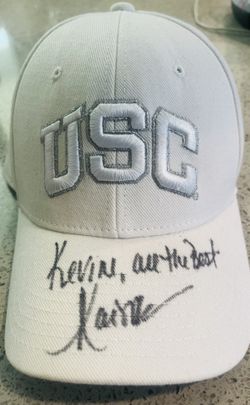 USC
Kevin, all the Best